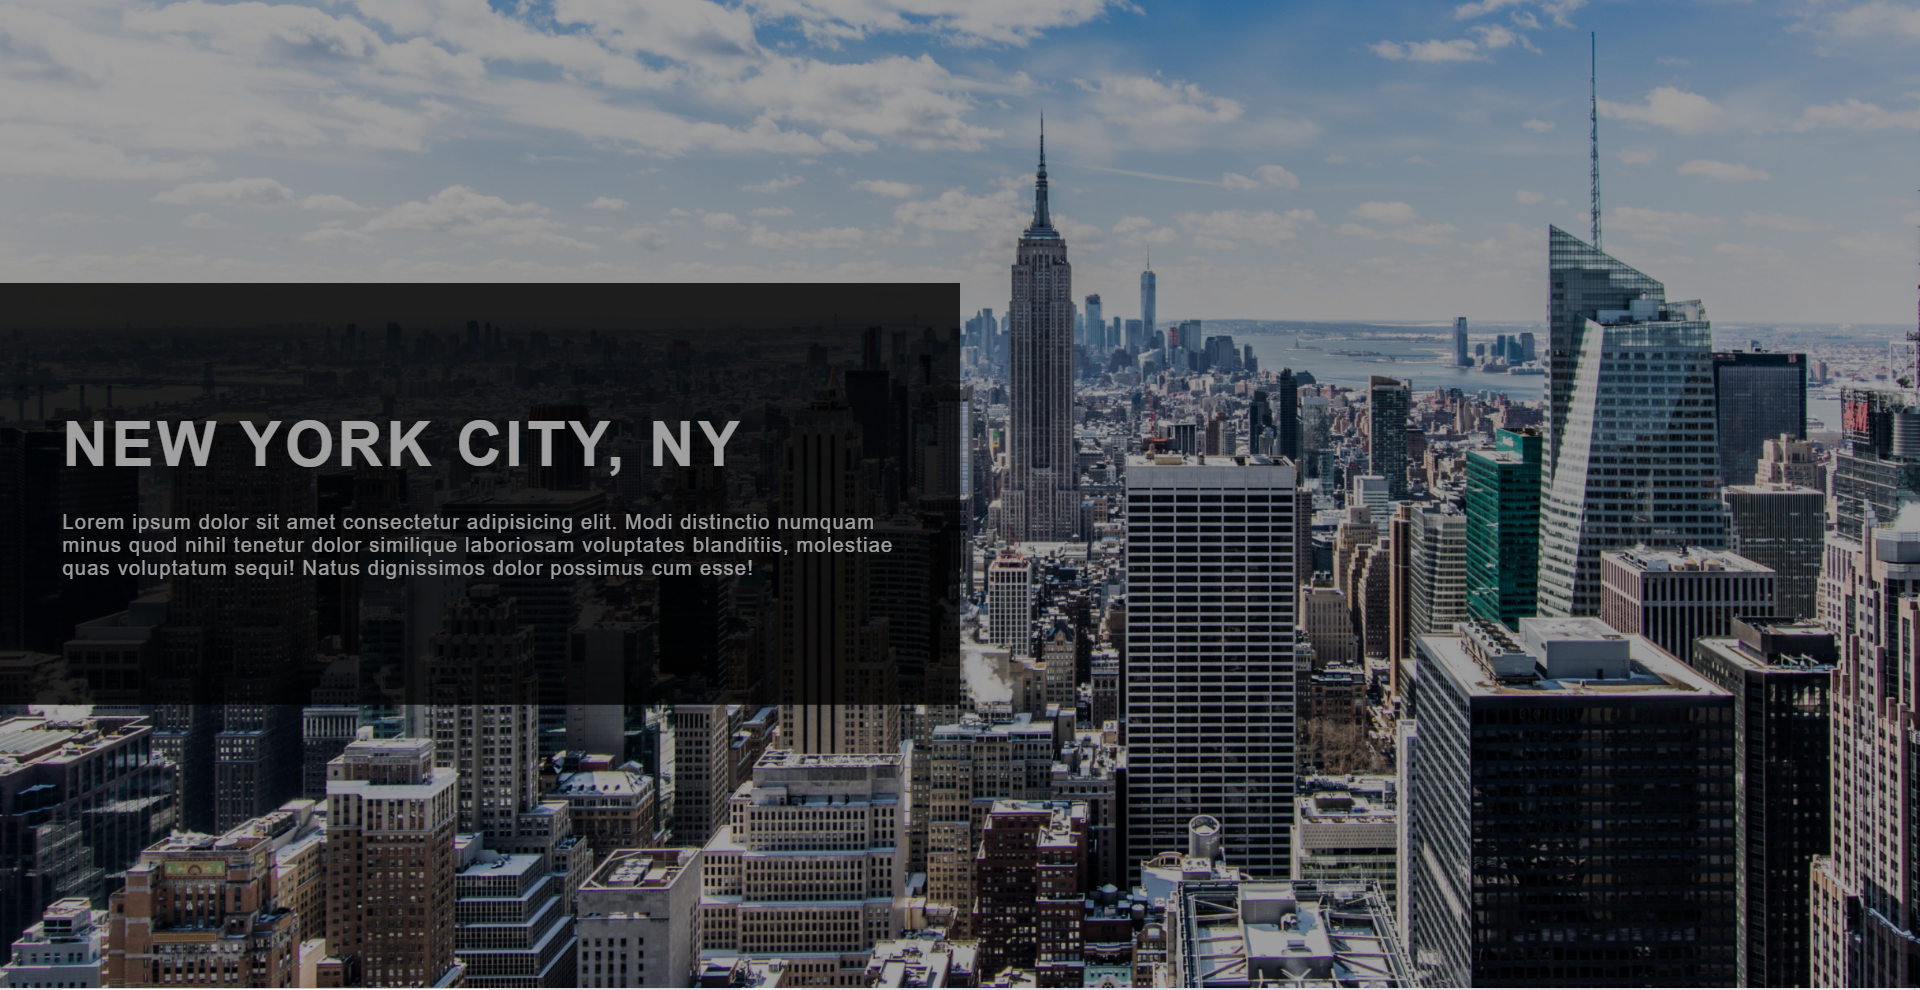 NEW YORK CITY, NY
Lorem ipsum dolor sit amet consectetur adipisicing elit. Modi distinctio numquam
minus quod nihil tenetur dolor similique laboriosam voluptates blanditiis, molestiae
quas voluptatum sequi! Natus dignissimos dolor possimus cum esse!